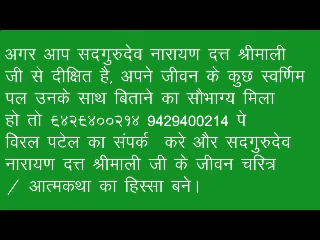 अगर आप सदगुरुदेव नारायण दत्त श्रीमाली
जी से दीक्षित है, अपने जीवन के कुछ स्वर्णिम
पल उनके साथ बिताने का सौभाग्य मिला
हो तो ९४२९४००२१४ 9429400214 पे
विरल पटेल का संपर्क करे और सदगुरुदेव
नारायण दत्त श्रीमाली जी के जीवन चरित्र
/ आत्मकथा का हिस्सा बने।